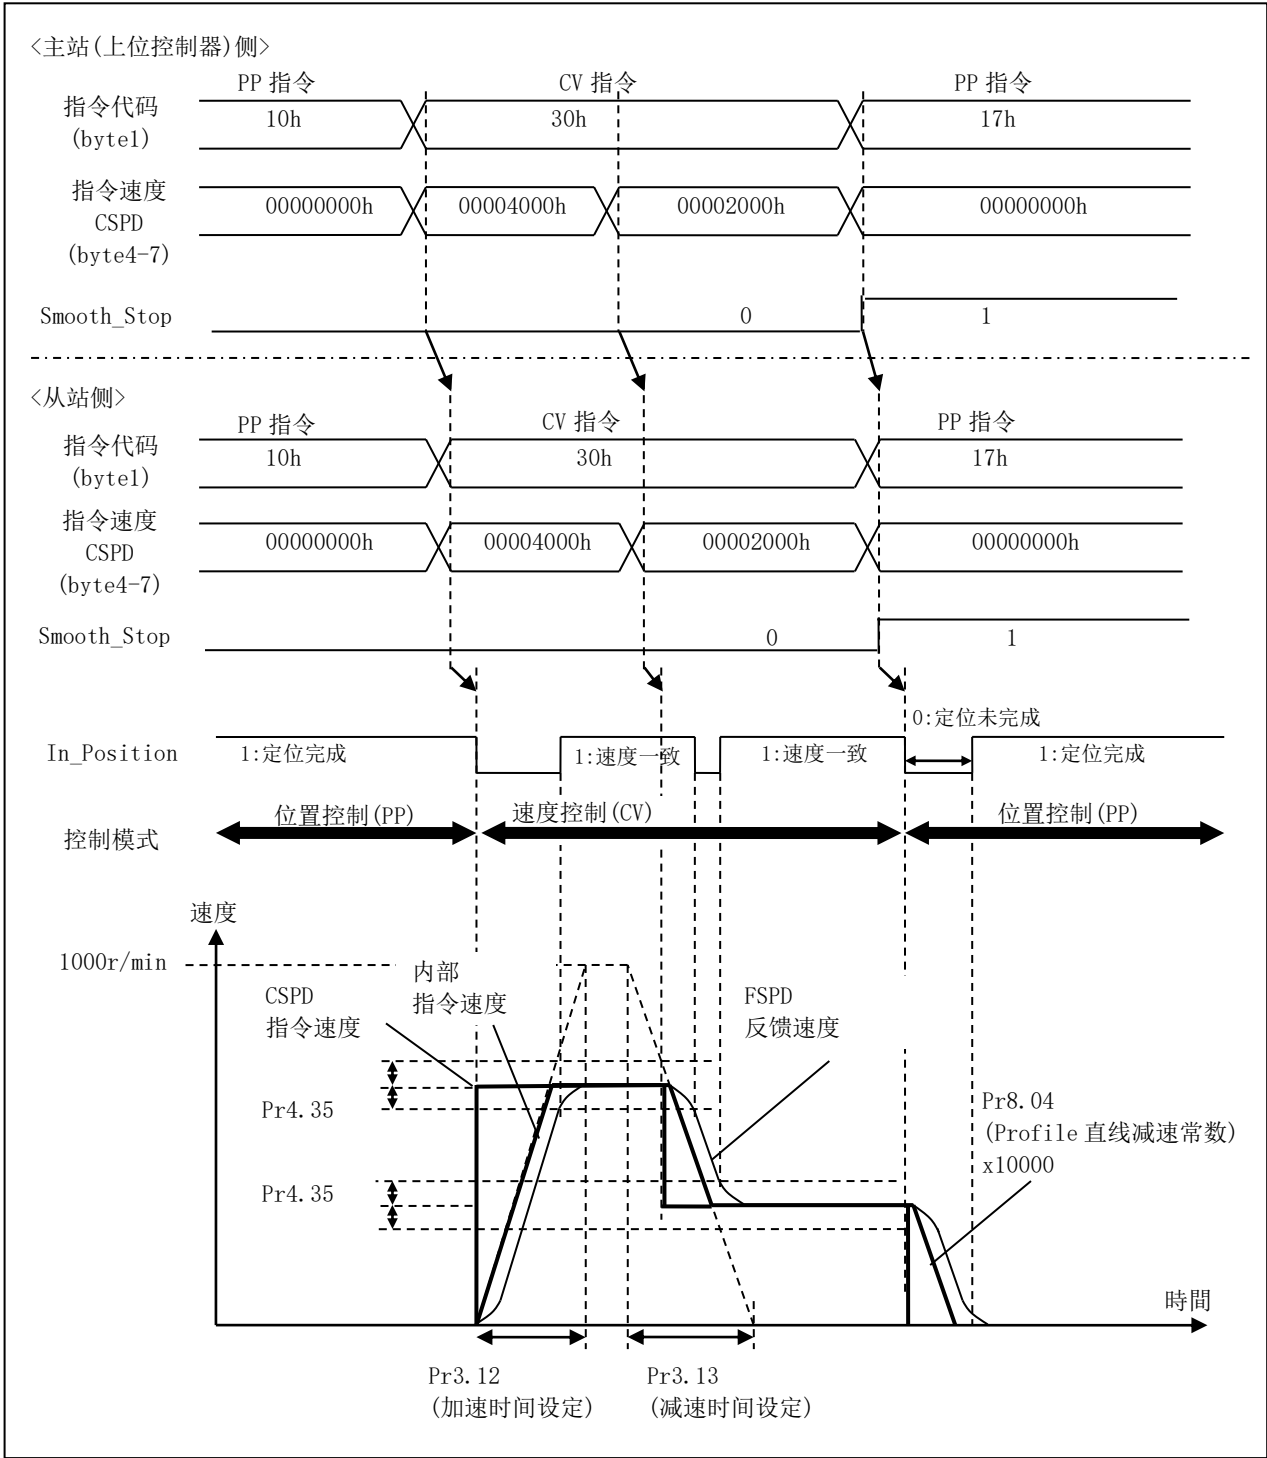 <主站(上位控制器)侧>
PP 指令 CV 指令 PP 指令
指令代码
(byte1)
10h 30h 17h
指令速度
CSPD
(byte4-7)
00000000h 00004000h 00002000h 00000000h
Smooth_Stop 0 1
<从站侧>
PP 指令 CV 指令 PP 指令
指令代码
(byte1)
10h 30h 17h
指令速度
CSPD
(byte4-7)
00000000h 00004000h 00002000h 00000000h
Smooth_Stop 0 1
0:定位未完成
In_Position 1:定位完成 1:速度一致 1:速度一致 1:定位完成
控制模式 位置控制(PP) 速度控制(CV) 位置控制(PP)
速度
1000r/min
内部
指令速度
CSPD
指令速度
FSPD
反馈速度
Pr4.35
Pr4.35
Pr8.04
(Profile 直线减速常数)
x10000
時間
Pr3.12
(加速时间设定)
Pr3.13
(减速时间设定)